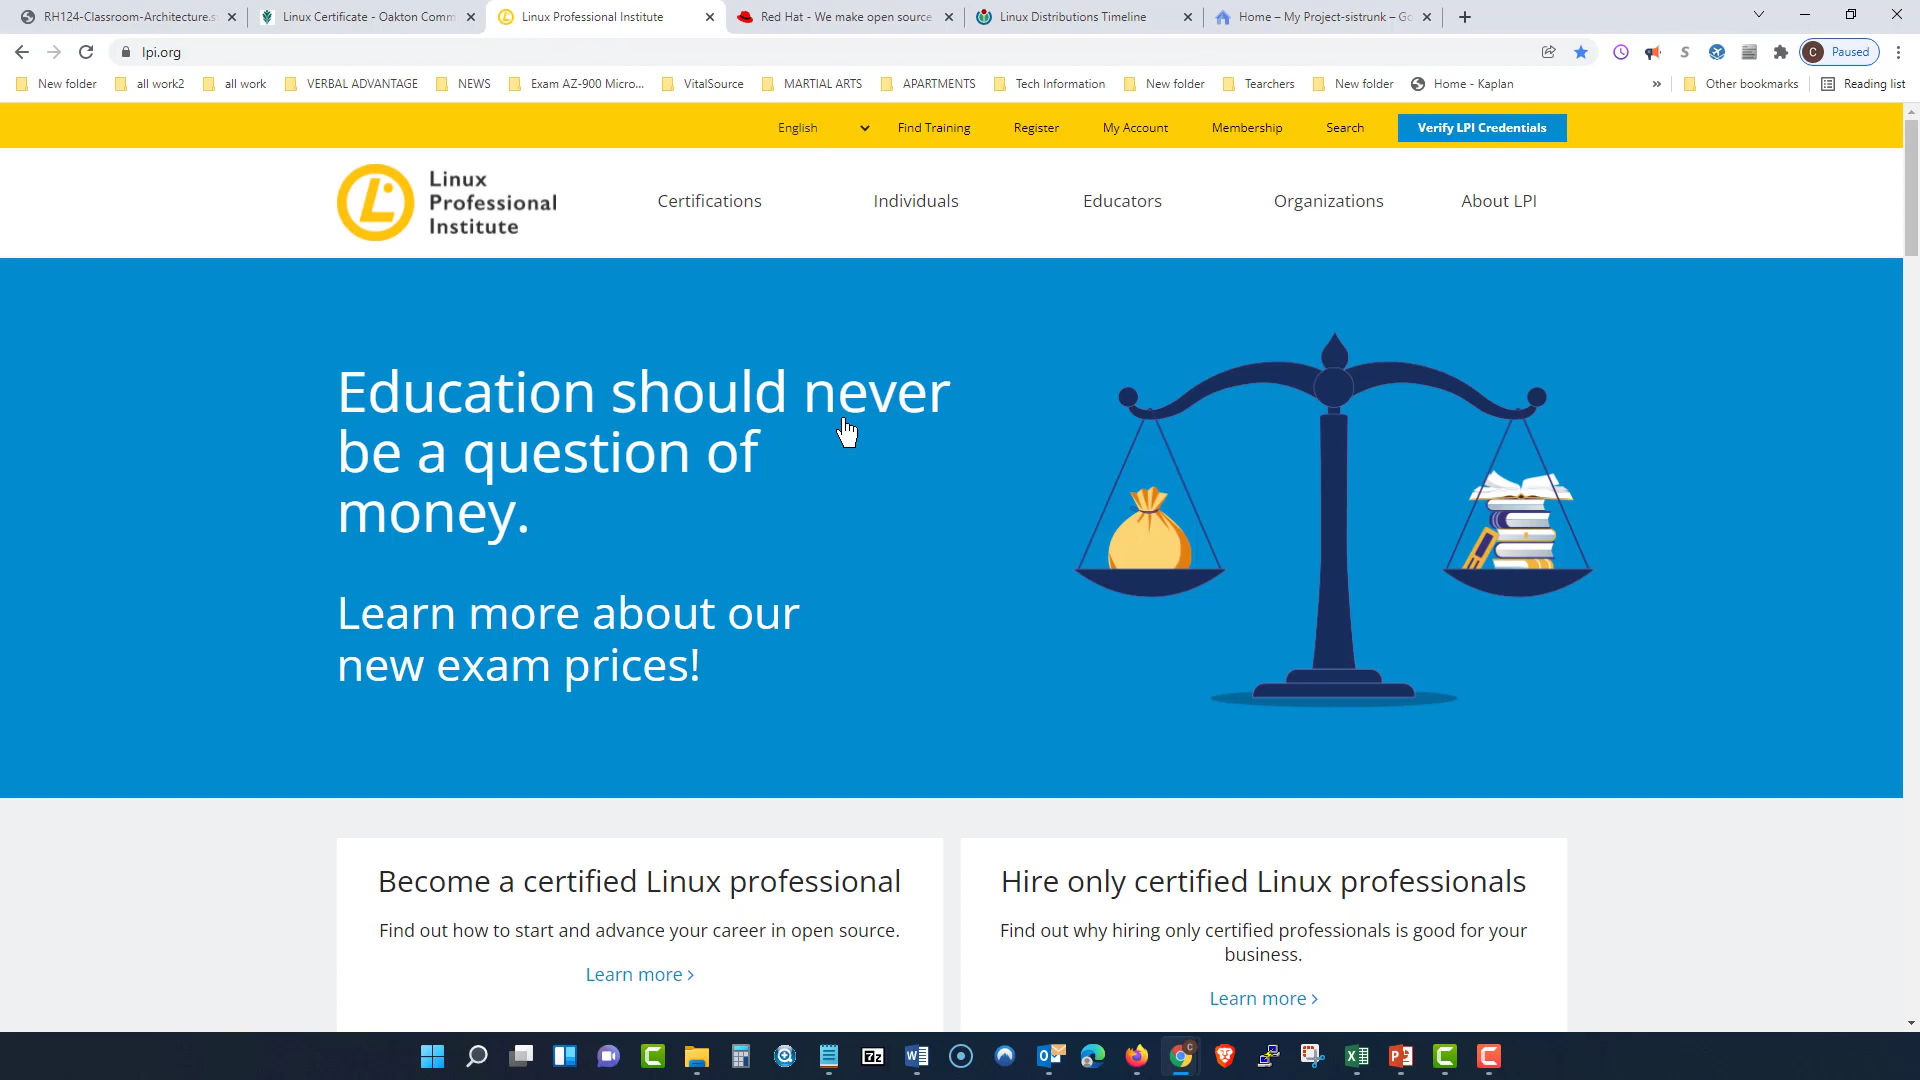 RH124-Classroom-Architecture.s
Linux Certificate - Oakton Comm
Linux Professional Institute
Red Hat - We make open source
Linux Distributions Timeline
Home – My Project-sistrunk – Go
lpi.org
C Paused
New folder
all work2
all work
VERBAL ADVANTAGE
NEWS
Exam AZ-900 Micro...
VitalSource
MARTIAL ARTS
APARTMENTS
Tech Information
New folder
Tearchers
New folder
Home - Kaplan
»
Other bookmarks
Reading list
English
Find Training
Register
My Account
Membership
Search
Verify LPI Credentials
Linux
Professional
Institute
Certifications
Individuals
Educators
Organizations
About LPI
Education should never
be a question of
money.
Learn more about our
new exam prices!
Become a certified Linux professional
Find out how to start and advance your career in open source.
Learn more
Hire only certified Linux professionals
Find out why hiring only certified professionals is good for your
business.
Learn more